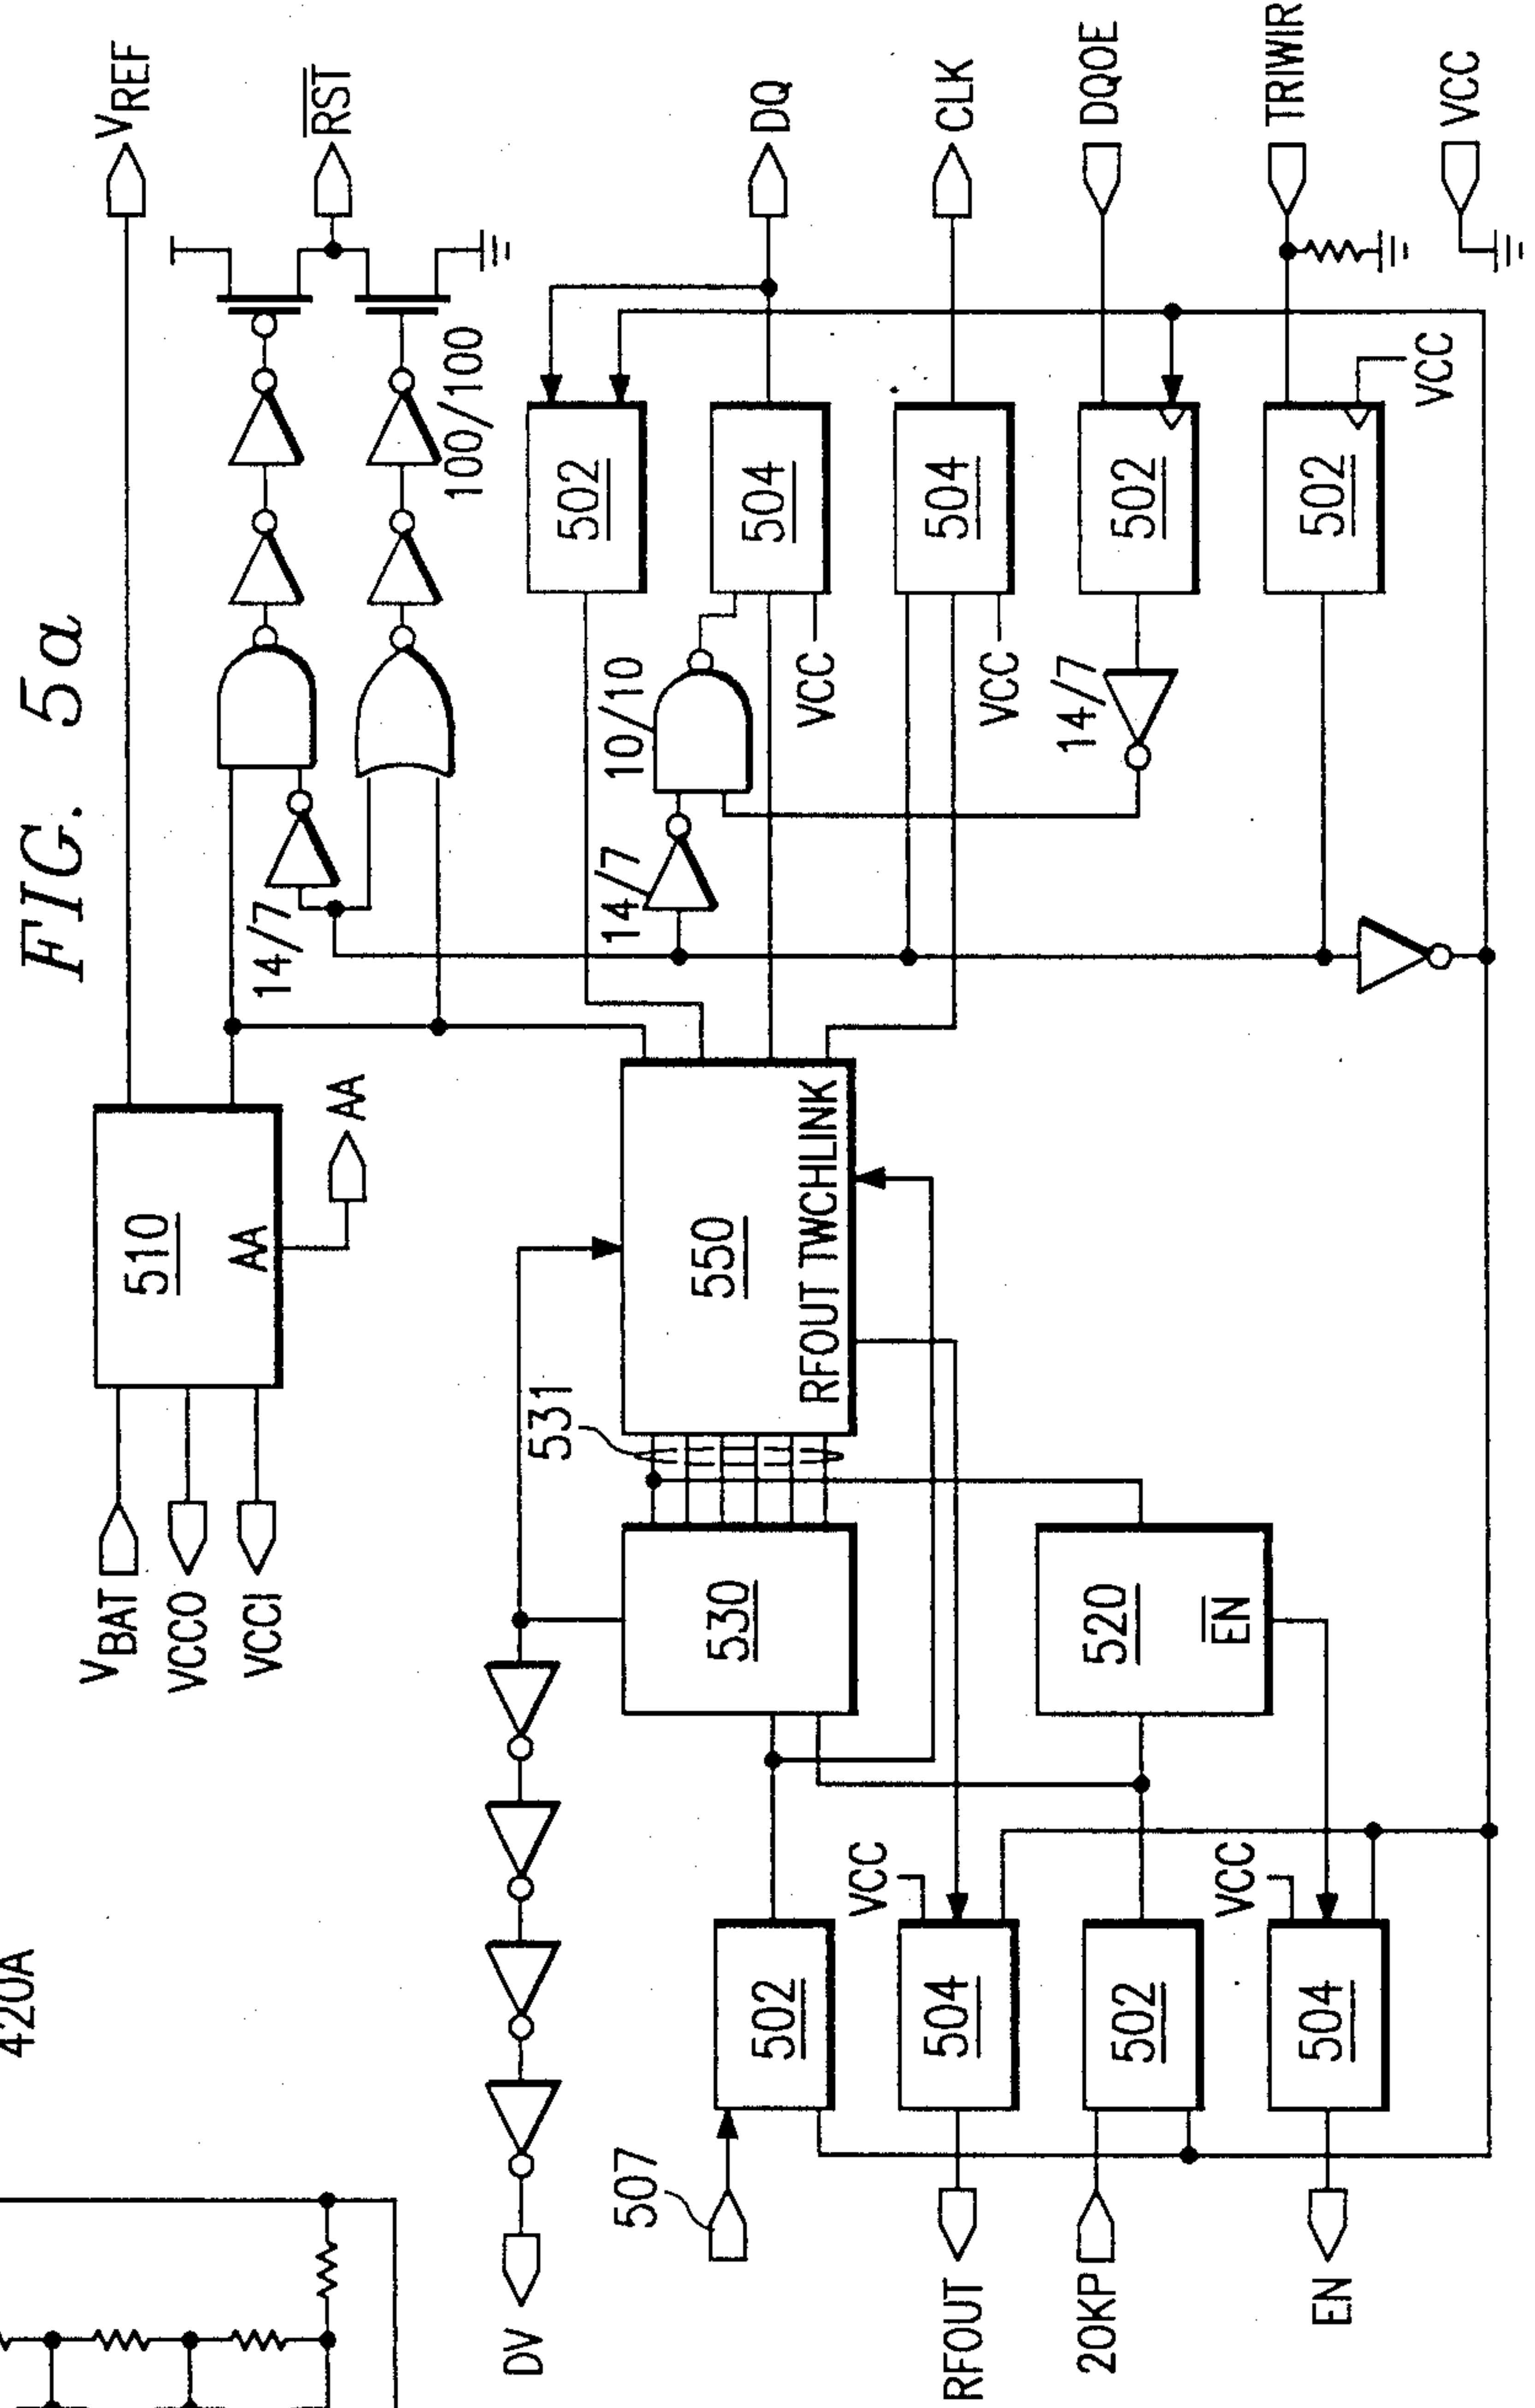 FIG. 5a
420A
VBAT
VCCO
VCCI
510
AA
AA
VREF
RST
14/7
100/100
DV
531
550
RFOUT TWCHLINK
530
507
502
502
DQ
14/7
10/10
504
VCC
RFOUT
504
VCC
504
VCC
CLK
20KP
502
520
EN
14/7
502
DQOE
EN
504
VCC
502
VCC
TRIWIR
VCC